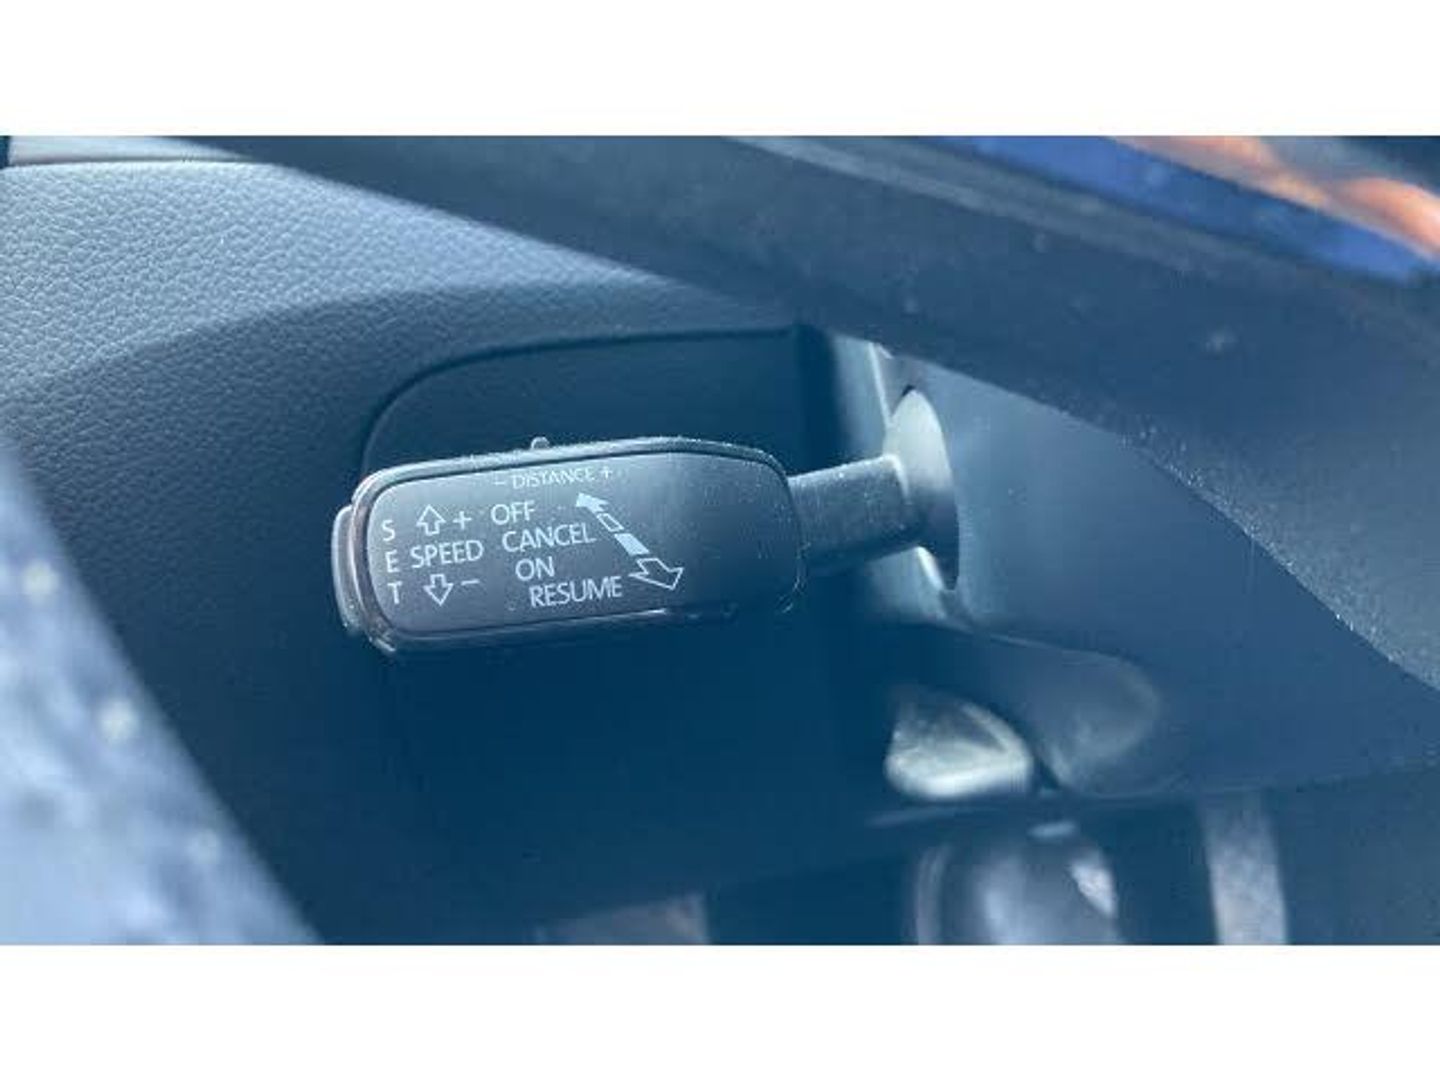 - DISTANCE +
S
E
T
+
SPEED
-
OFF
CANCEL
ON
RESUME